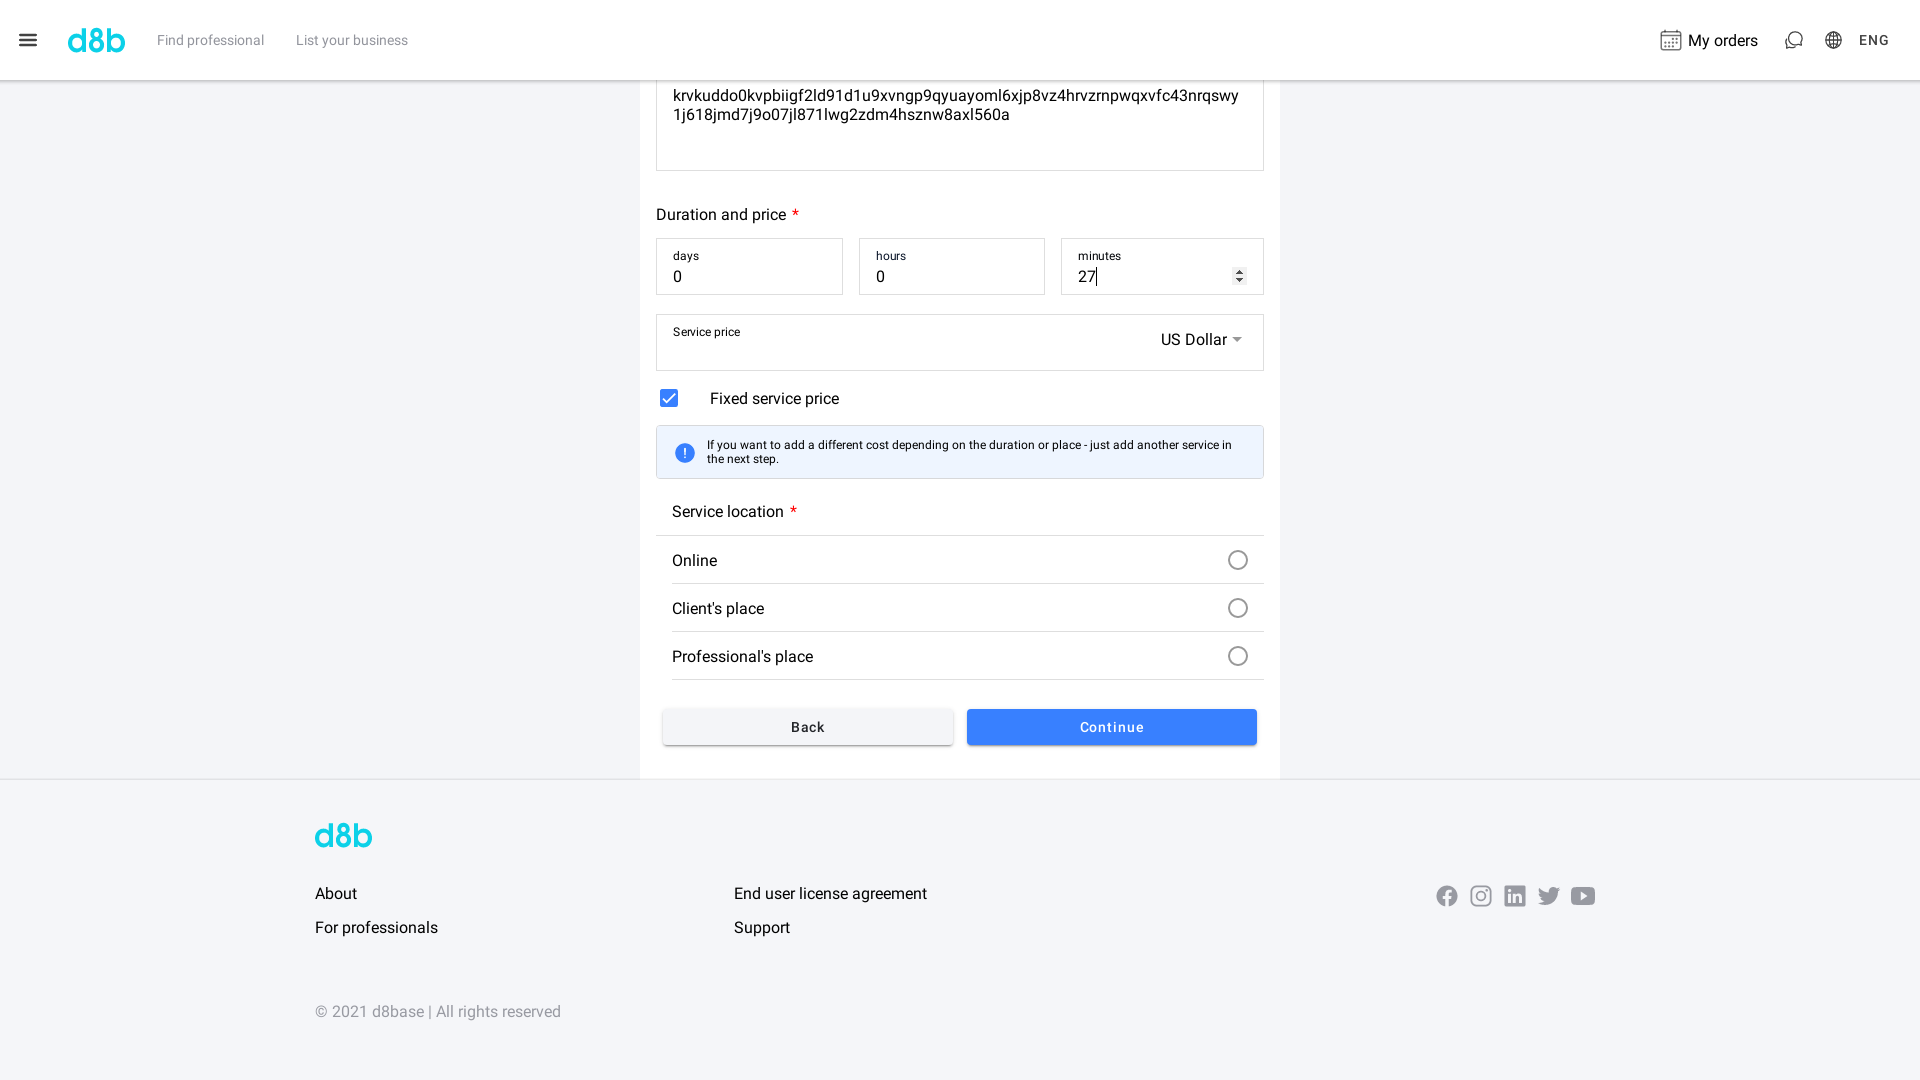 d8b
Find professional
List your business
My orders
ENG
krvkuddo0kvpbiigf2ld91d1u9xvngp9qyuayoml6xjp8vz4hrvzrnpwqxvfc43nrqswy
1j618jmd7j9o07jl871lwg2zdm4hsznw8axl560a
Duration and price *
days
0
hours
0
minutes
27
Service price
US Dollar
Fixed service price
If you want to add a different cost depending on the duration or place - just add another service in
the next step.
Service location *
Online
Client's place
Professional's place
Back
Continue
d8b
About
For professionals
End user license agreement
Support
© 2021 d8base | All rights reserved